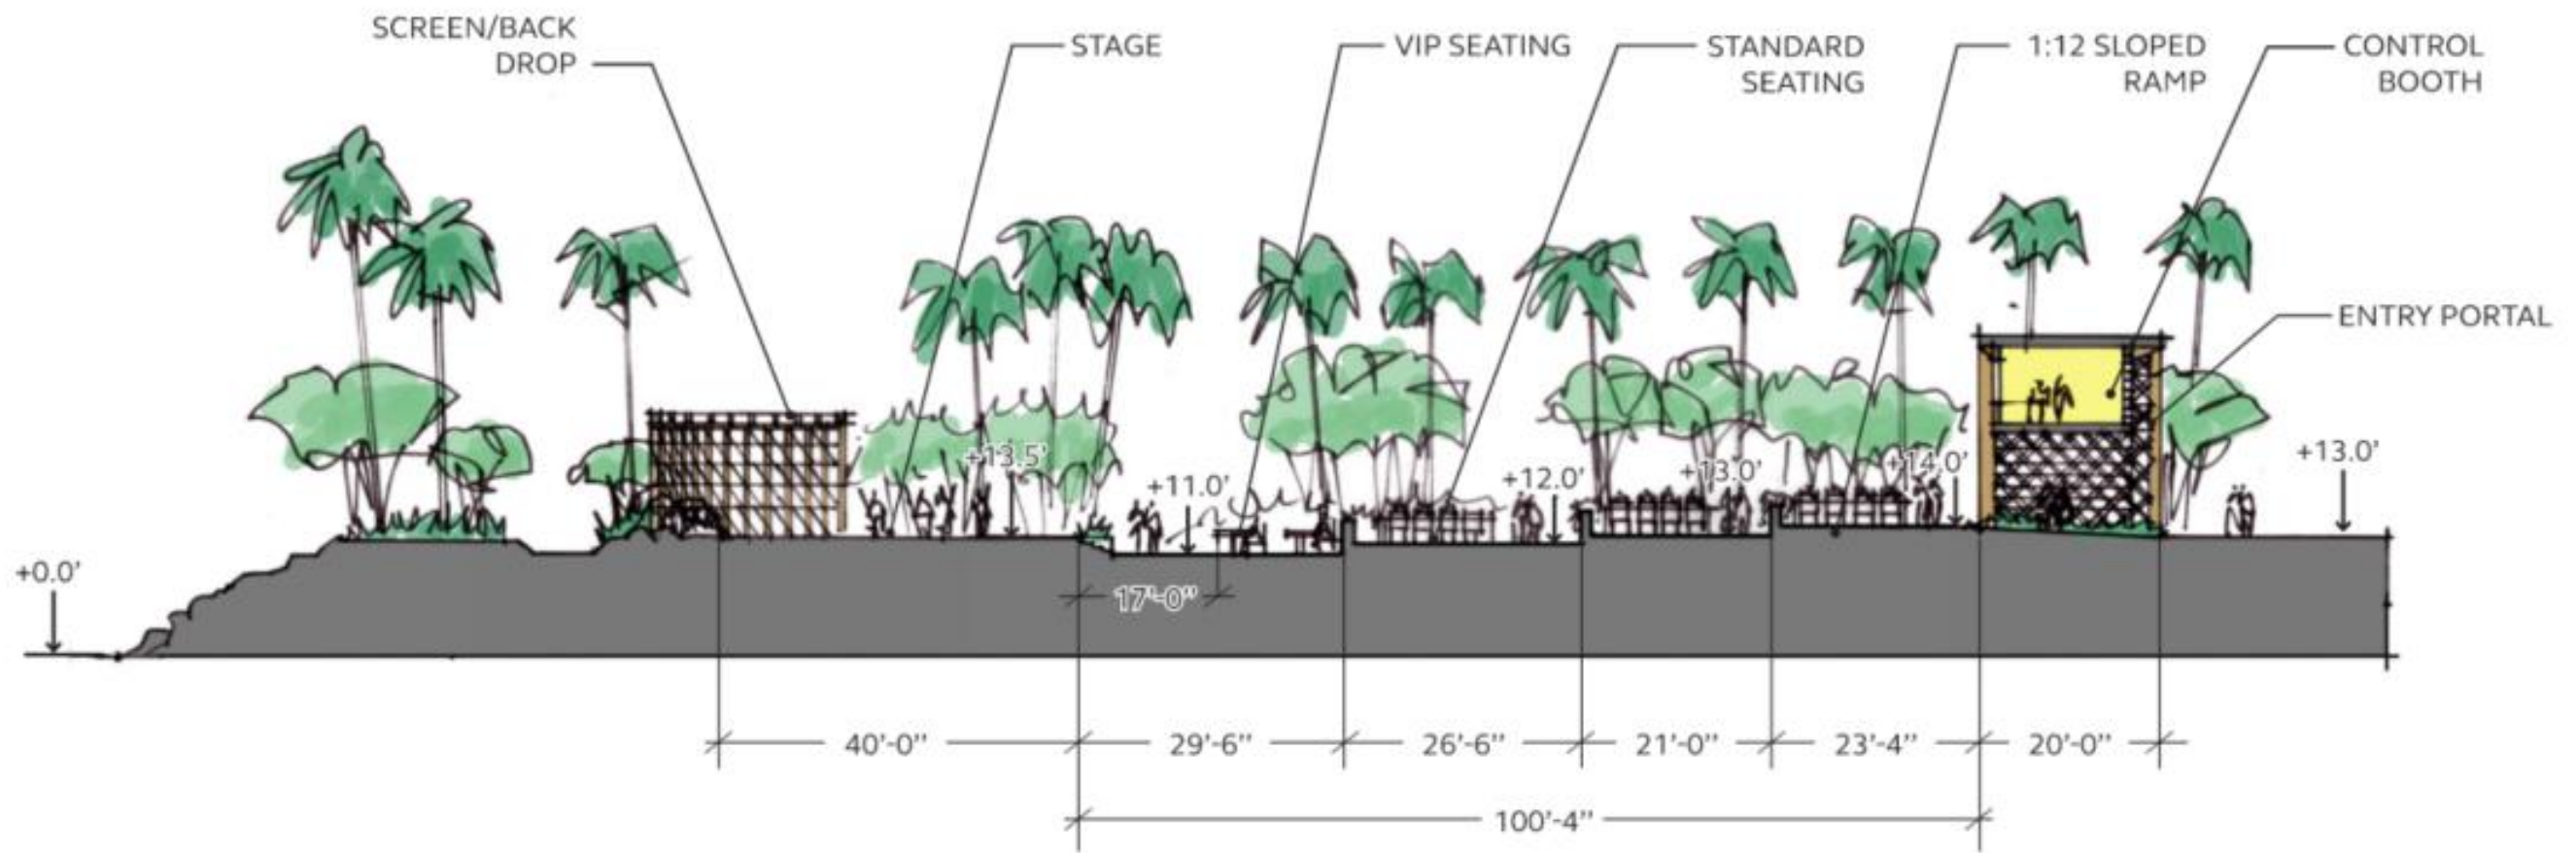 SCREEN/BACK
DROP
STAGE
VIP SEATING
STANDARD
SEATING
1:12 SLOPED
RAMP
CONTROL
BOOTH
ENTRY PORTAL
+13.5'
+11.0'
+12.0'
+13.0'
+14.0'
+13.0'
+0.0'
17'-0"
40'-0"
29'-6"
26'-6"
21'-0"
23'-4"
20'-0"
100'-4"